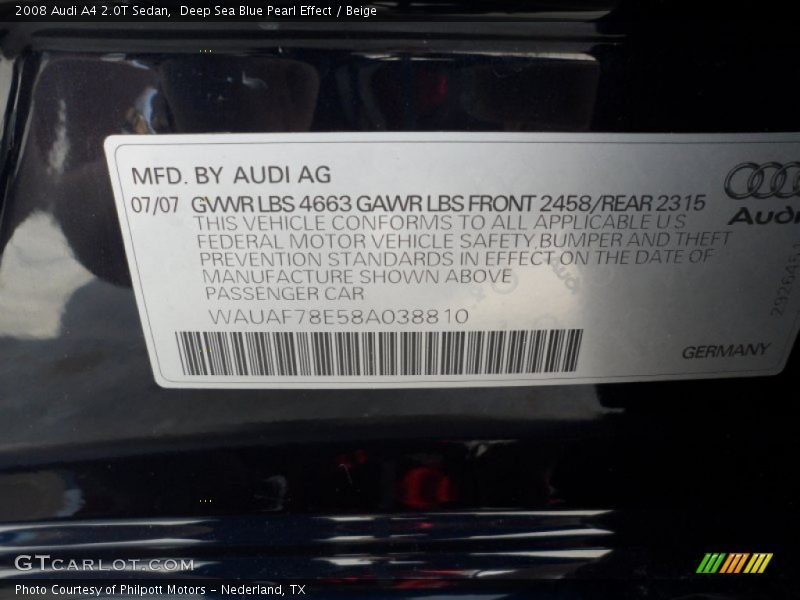 2008 Audi A4 2.0T Sedan, Deep Sea Blue Pearl Effect / Beige
MFD. BY AUDI AG
07/07 GVWR LBS 4663 GAWR LBS FRONT 2458/REAR 2315
THIS VEHICLE CONFORMS TO ALL APPLICABLE U S
FEDERAL MOTOR VEHICLE SAFETY,BUMPER AND THEFT
PREVENTION STANDARDS IN EFFECT ON THE DATE OF
MANUFACTURE SHOWN ABOVE
PASSENGER CAR
WAUAF78E58A038810
Audi
GERMANY
GTCARLOT.COM
Photo Courtesy of Philpott Motors - Nederland, TX